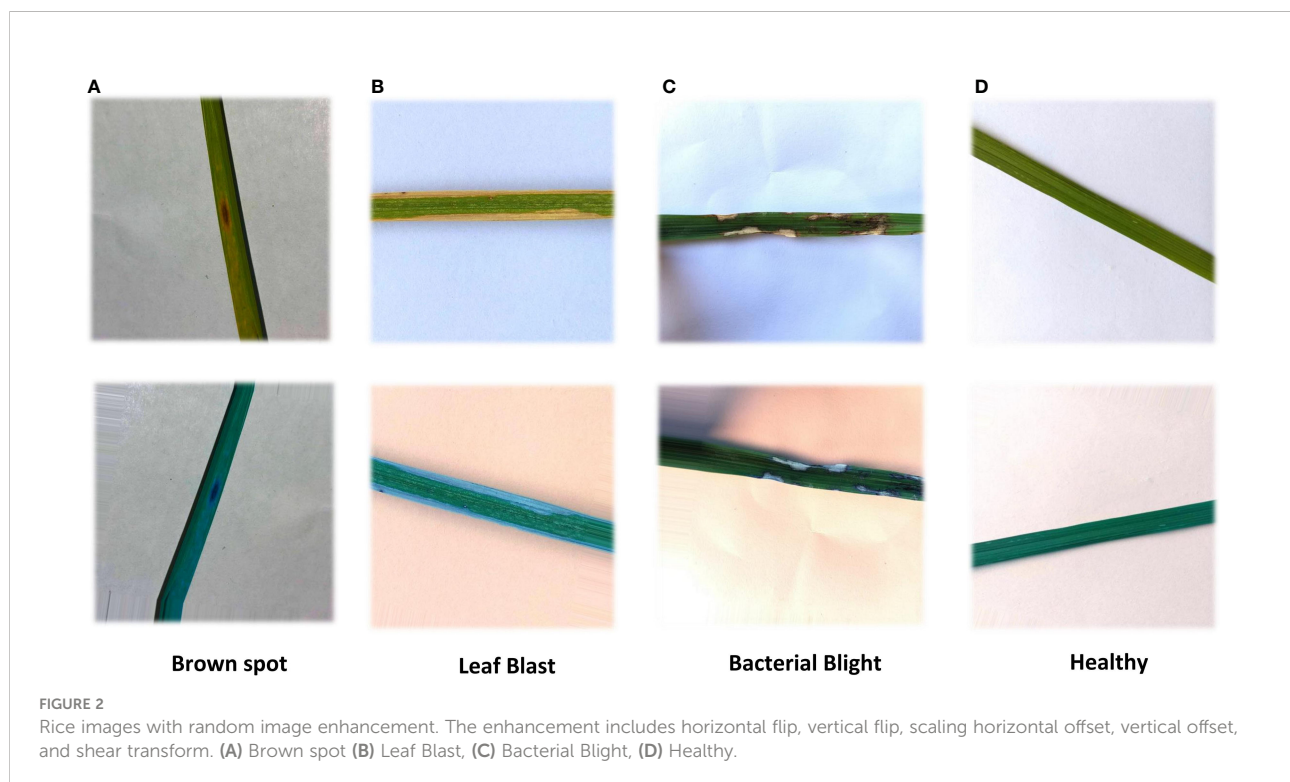 A
B
C
D
Brown spot
Leaf Blast
Bacterial Blight
Healthy
FIGURE 2
Rice images with random image enhancement. The enhancement includes horizontal flip, vertical flip, scaling horizontal offset, vertical offset,
and shear transform. (A) Brown spot (B) Leaf Blast, (C) Bacterial Blight, (D) Healthy.